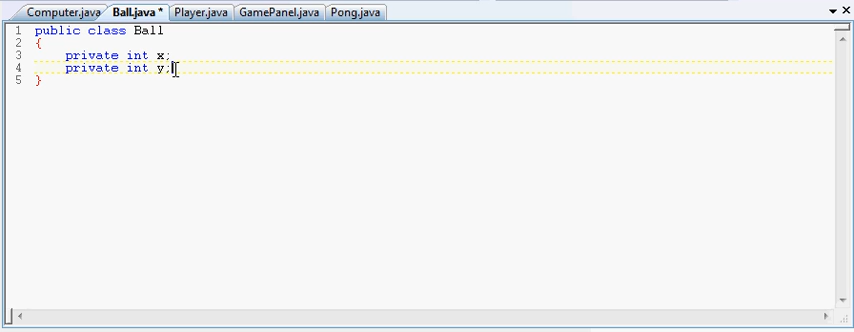 Computer.java Ball.java * Player.java GamePanel.java Pong.java
1 public class Ball
2 {
3 private int x;
4 private int y;
5 }